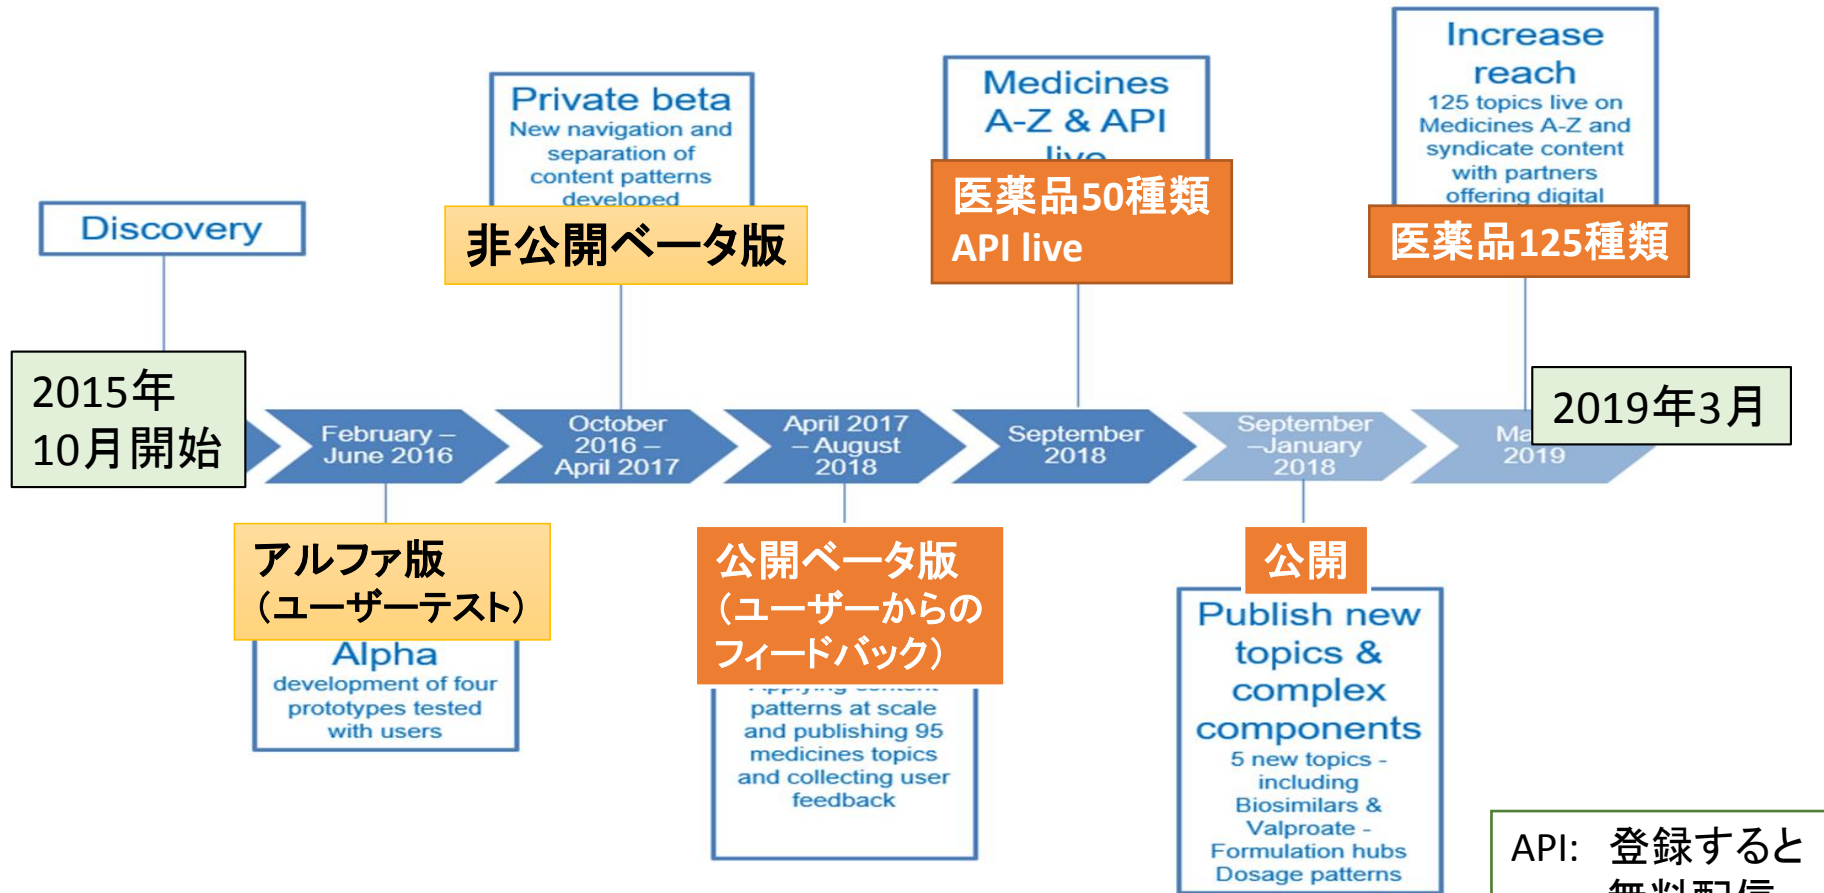 Discovery
2015年
10月開始
Private beta
New navigation and
separation of
content patterns
developed
非公開ベータ版
Medicines
A-Z & API
live
医薬品50種類
API live
Increase
reach
125 topics live on
Medicines A-Z and
syndicate content
with partners
offering digital
医薬品125種類
February –
June 2016
October
2016 –
April 2017
April 2017
– August
2018
September
2018
September
–January
2018
2019
2019年3月
アルファ版
（ユーザーテスト）
Alpha
development of four
prototypes tested
with users
公開ベータ版
（ユーザーからの
フィードバック）
Applying content
patterns at scale
and publishing 95
medicines topics
and collecting user
feedback
公開
Publish new
topics &
complex
components
5 new topics -
including
Biosimilars &
Valproate -
Formulation hubs
Dosage patterns
API: 登録すると
無料配信